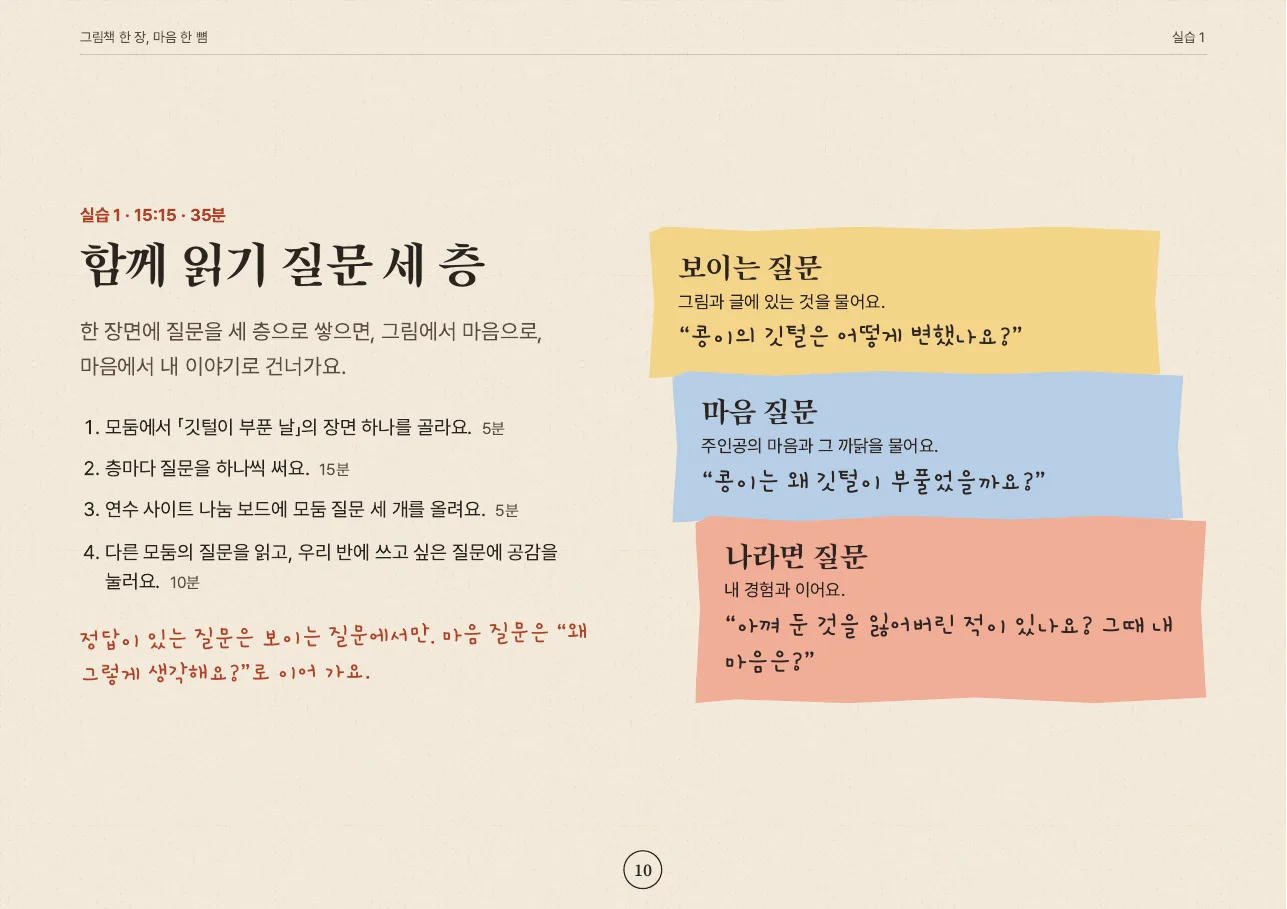 그림책 한 장, 마음 한 뼘
실습 1
실습 1 · 15:15 · 35분
함께 읽기 질문 세 층
한 장면에 질문을 세 층으로 쌓으면, 그림에서 마음으로,
마음에서 내 이야기로 건너가요.
1. 모둠에서 「깃털이 부푼 날」의 장면 하나를 골라요. 5분
2. 층마다 질문을 하나씩 써요. 15분
3. 연수 사이트 나눔 보드에 모둠 질문 세 개를 올려요. 5분
4. 다른 모둠의 질문을 읽고, 우리 반에 쓰고 싶은 질문에 공감을
눌러요. 10분
정답이 있는 질문은 보이는 질문에서만. 마음 질문은 “왜
그렇게 생각해요?”로 이어 가요.
보이는 질문
그림과 글에 있는 것을 물어요.
“콩이의 깃털은 어떻게 변했나요?”
마음 질문
주인공의 마음과 그 까닭을 물어요.
“콩이는 왜 깃털이 부풀었을까요?”
나라면 질문
내 경험과 이어요.
“아껴 둔 것을 잃어버린 적이 있나요? 그때 내
마음은?”
10